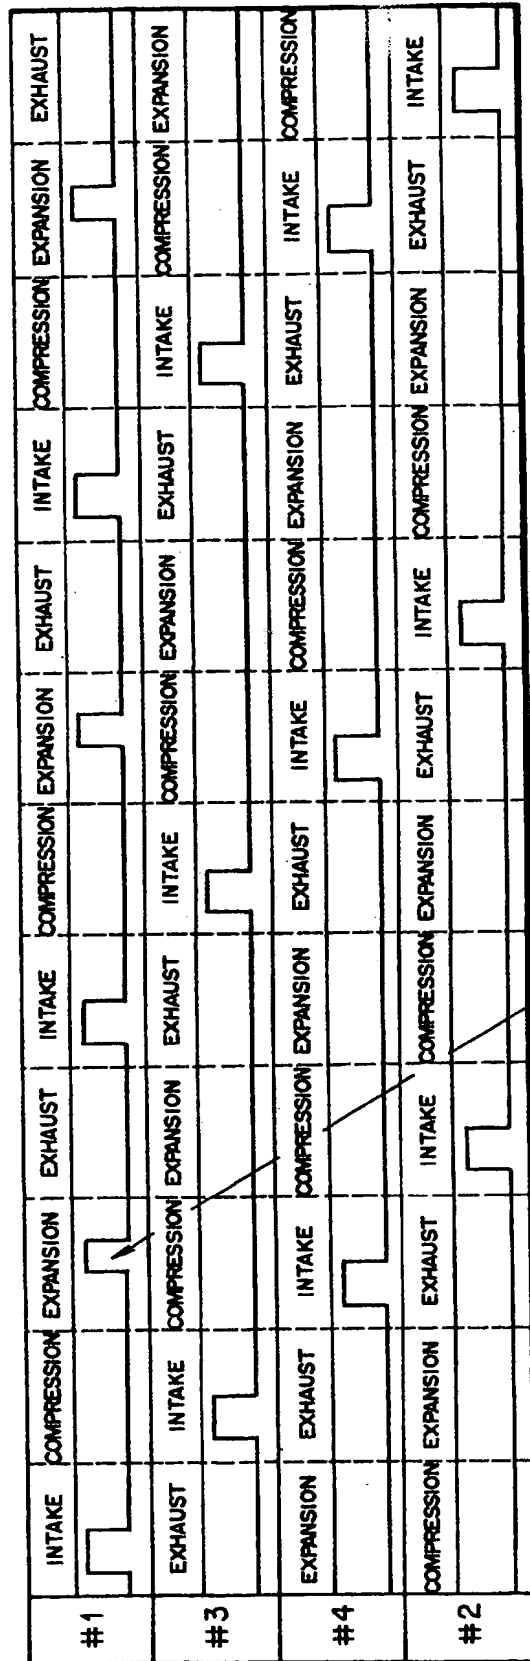 #1 INTAKE COMPRESSION EXPANSION EXHAUST INTAKE COMPRESSION EXPANSION EXHAUST INTAKE COMPRESSION EXPANSION EXHAUST
#3 EXHAUST INTAKE COMPRESSION EXPANSION EXHAUST INTAKE COMPRESSION EXPANSION EXHAUST INTAKE COMPRESSION EXPANSION
#4 EXPANSION EXHAUST INTAKE COMPRESSION EXPANSION EXHAUST INTAKE COMPRESSION EXPANSION EXHAUST INTAKE COMPRESSION
#2 COMPRESSION EXPANSION EXHAUST INTAKE COMPRESSION EXPANSION EXHAUST INTAKE COMPRESSION EXPANSION EXHAUST INTAKE